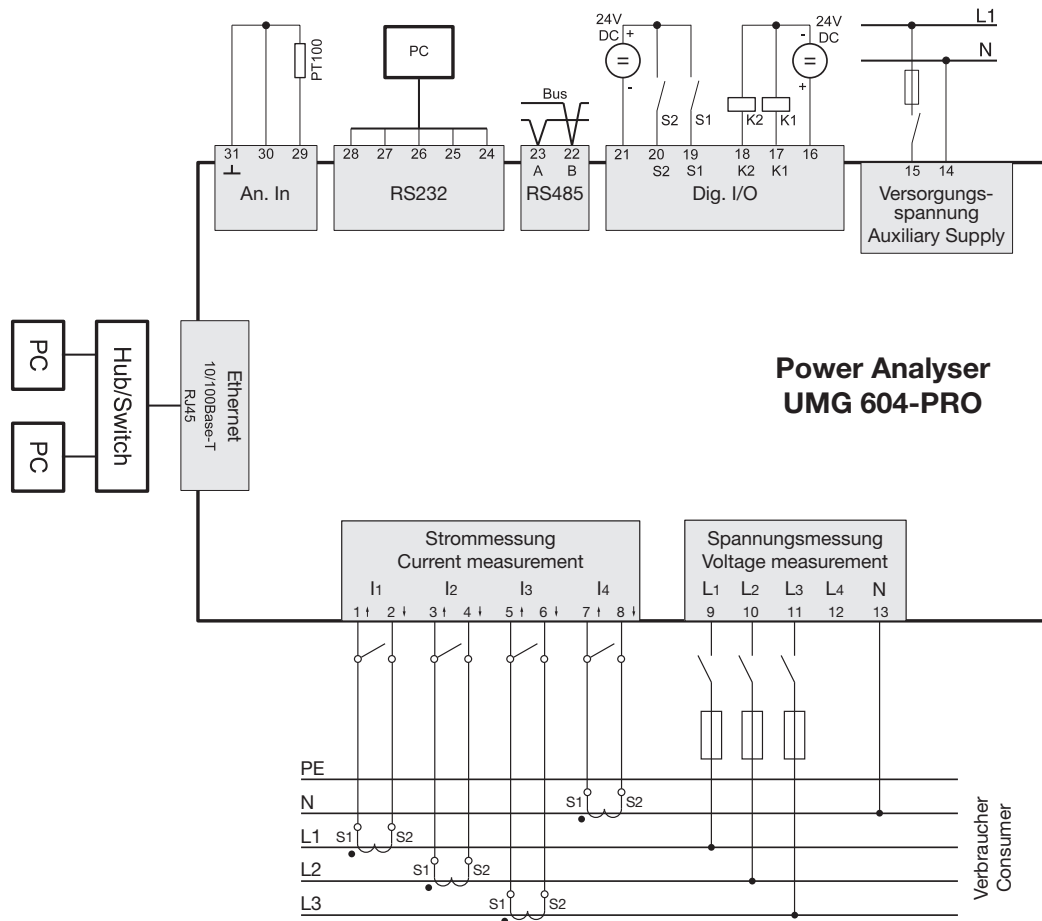 24V
DC
+
-
24V
DC
-
+
L1
N
PT100
PC
Bus
S2
S1
K2
K1
31
30
29
28
27
26
25
24
23
22
21
20
19
18
17
16
15
14
A
B
S2
S1
K2
K1
An. In
RS232
RS485
Dig. I/O
Versorgungs-
spannung
Auxiliary Supply
PC
PC
Hub/Switch
Ethernet
10/100Base-T
RJ45
Power Analyser
UMG 604-PRO
Strommessung
Current measurement
I1
I2
I3
I4
1
2
3
4
5
6
7
8
Spannungsmessung
Voltage measurement
L1
L2
L3
L4
N
9
10
11
12
13
PE
N
S1
S2
L1
S1
S2
L2
S1
S2
L3
S1
S2
Verbraucher
Consumer